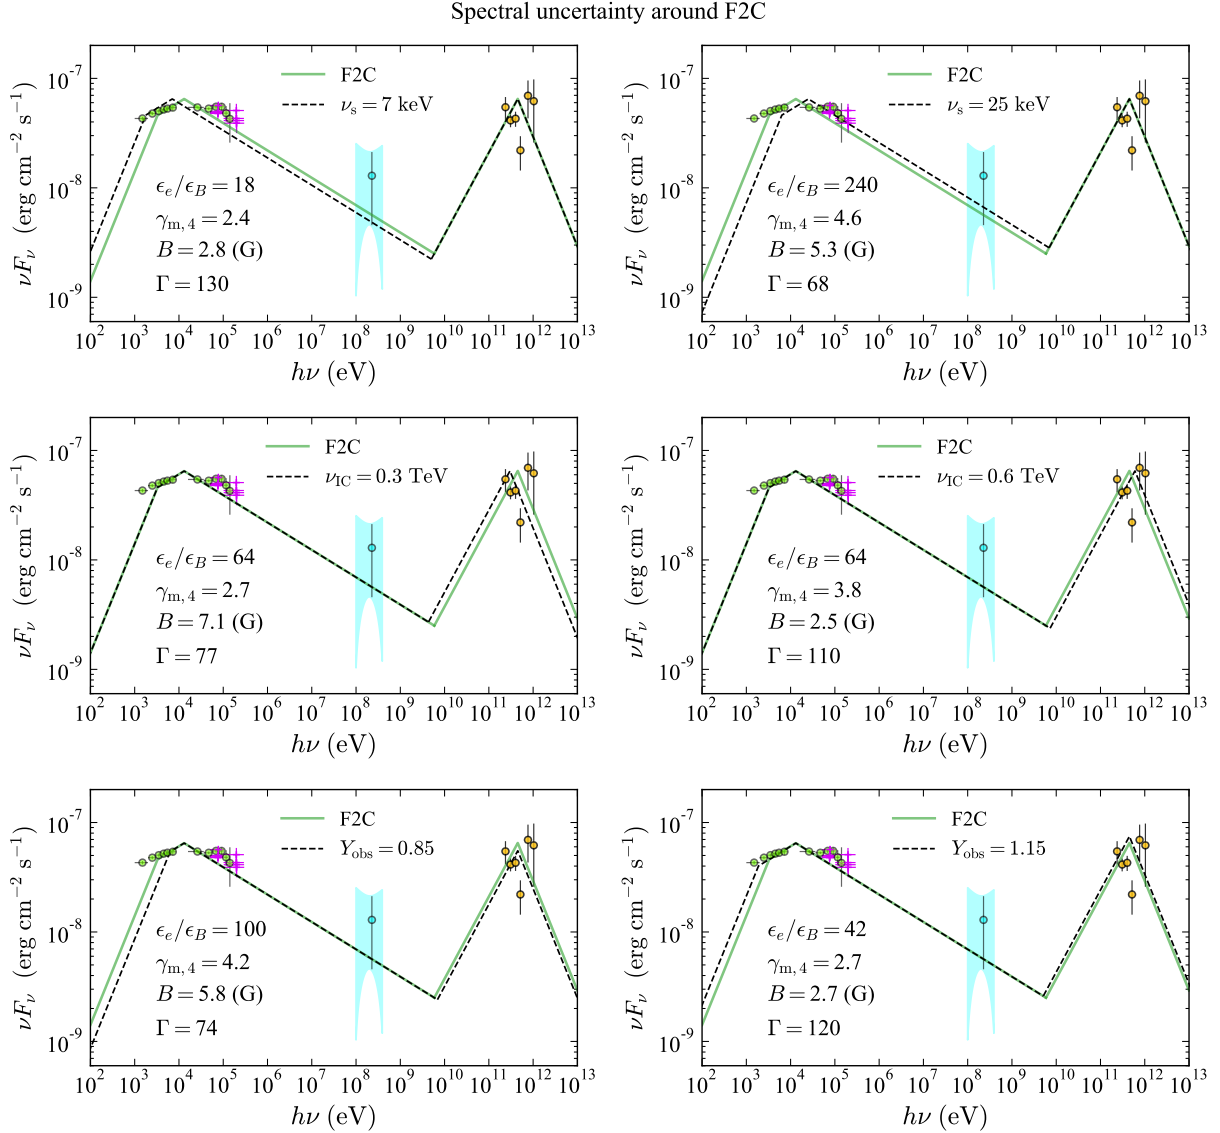 Spectral uncertainty around F2C
νFν (erg cm⁻² s⁻¹)
10⁻⁷
10⁻⁸
10⁻⁹
F2C
νs = 7 keV
ϵe/ϵB = 18
γm, 4 = 2.4
B = 2.8 (G)
Γ = 130
10² 10³ 10⁴ 10⁵ 10⁶ 10⁷ 10⁸ 10⁹ 10¹⁰ 10¹¹ 10¹² 10¹³
hν (eV)
νFν (erg cm⁻² s⁻¹)
10⁻⁷
10⁻⁸
10⁻⁹
F2C
νs = 25 keV
ϵe/ϵB = 240
γm, 4 = 4.6
B = 5.3 (G)
Γ = 68
10² 10³ 10⁴ 10⁵ 10⁶ 10⁷ 10⁸ 10⁹ 10¹⁰ 10¹¹ 10¹² 10¹³
hν (eV)
νFν (erg cm⁻² s⁻¹)
10⁻⁷
10⁻⁸
10⁻⁹
F2C
νIC = 0.3 TeV
ϵe/ϵB = 64
γm, 4 = 2.7
B = 7.1 (G)
Γ = 77
10² 10³ 10⁴ 10⁵ 10⁶ 10⁷ 10⁸ 10⁹ 10¹⁰ 10¹¹ 10¹² 10¹³
hν (eV)
νFν (erg cm⁻² s⁻¹)
10⁻⁷
10⁻⁸
10⁻⁹
F2C
νIC = 0.6 TeV
ϵe/ϵB = 64
γm, 4 = 3.8
B = 2.5 (G)
Γ = 110
10² 10³ 10⁴ 10⁵ 10⁶ 10⁷ 10⁸ 10⁹ 10¹⁰ 10¹¹ 10¹² 10¹³
hν (eV)
νFν (erg cm⁻² s⁻¹)
10⁻⁷
10⁻⁸
10⁻⁹
F2C
Yobs = 0.85
ϵe/ϵB = 100
γm, 4 = 4.2
B = 5.8 (G)
Γ = 74
10² 10³ 10⁴ 10⁵ 10⁶ 10⁷ 10⁸ 10⁹ 10¹⁰ 10¹¹ 10¹² 10¹³
hν (eV)
νFν (erg cm⁻² s⁻¹)
10⁻⁷
10⁻⁸
10⁻⁹
F2C
Yobs = 1.15
ϵe/ϵB = 42
γm, 4 = 2.7
B = 2.7 (G)
Γ = 120
10² 10³ 10⁴ 10⁵ 10⁶ 10⁷ 10⁸ 10⁹ 10¹⁰ 10¹¹ 10¹² 10¹³
hν (eV)